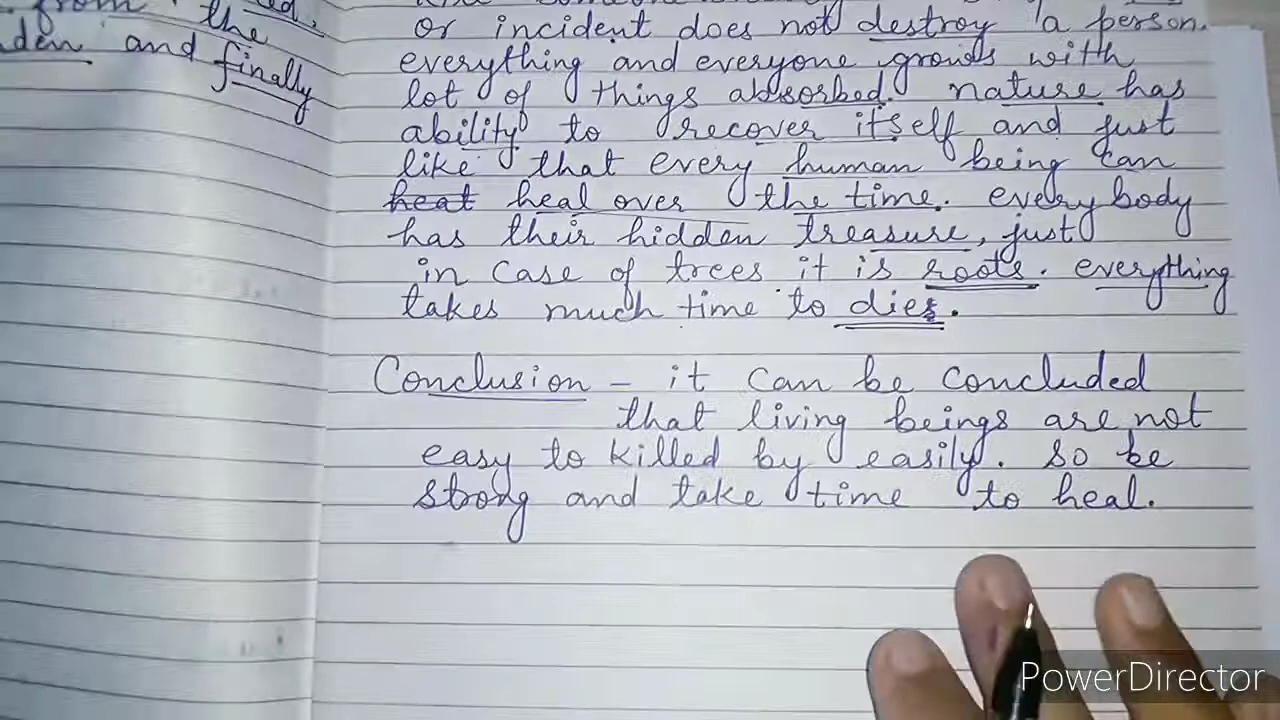 from the
and finally
or incident does not destroy a person.
everything and everyone grows with
lot of things absorbed. nature has
ability to recover itself and just
like that every human being can
heat heal over the time. everybody
has their hidden treasure, just
in case of trees it is roots. everything
takes much time to dies.
Conclusion - it can be concluded
that living beings are not
easy to killed by easily. so be
strong and take time to heal.
PowerDirector